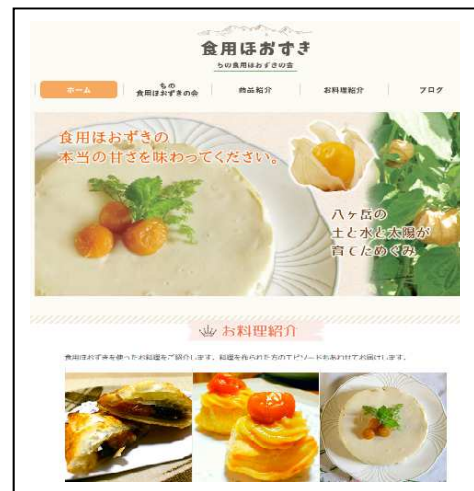 食用ほおずき
ちの食用ほおずきの会
ホーム
ちの
食用ほおずきの会
商品紹介
お料理紹介
ブログ
食用ほおずきの
本当の甘さを味わってください。
八ヶ岳の
土と水と太陽が
育てためぐみ
お料理紹介
食用ほおずきを使ったお料理をご紹介します。料理を作られた方のエピソードもあわせてお届けします。